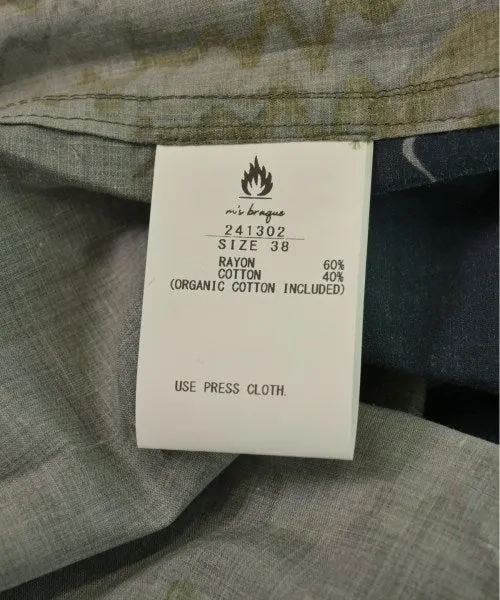 m's braque
241302
SIZE 38
RAYON 60%
COTTON 40%
(ORGANIC COTTON INCLUDED)
USE PRESS CLOTH.